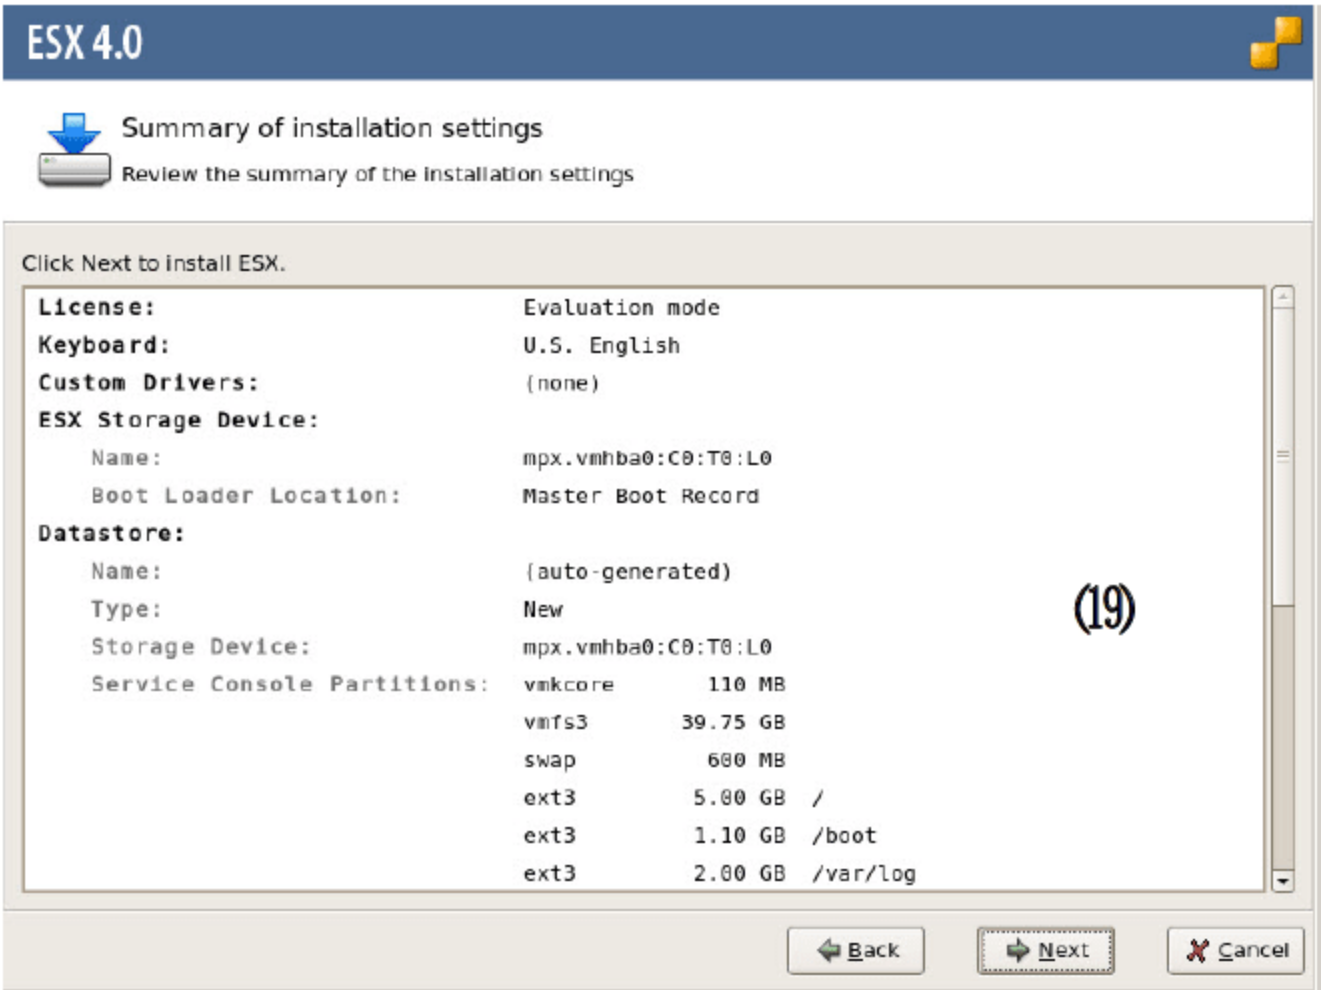 ESX 4.0
Summary of installation settings
Review the summary of the installation settings
Click Next to install ESX.
License: Evaluation mode
Keyboard: U.S. English
Custom Drivers: (none)
ESX Storage Device:
Name: mpx.vmhba0:C0:T0:L0
Boot Loader Location: Master Boot Record
Datastore:
Name: (auto-generated)
Type: New
(19)
Storage Device: mpx.vmhba0:C0:T0:L0
Service Console Partitions: vmkcore 110 MB
vmfs3 39.75 GB
swap 600 MB
ext3 5.00 GB /
ext3 1.10 GB /boot
ext3 2.00 GB /var/log
Back Next Cancel